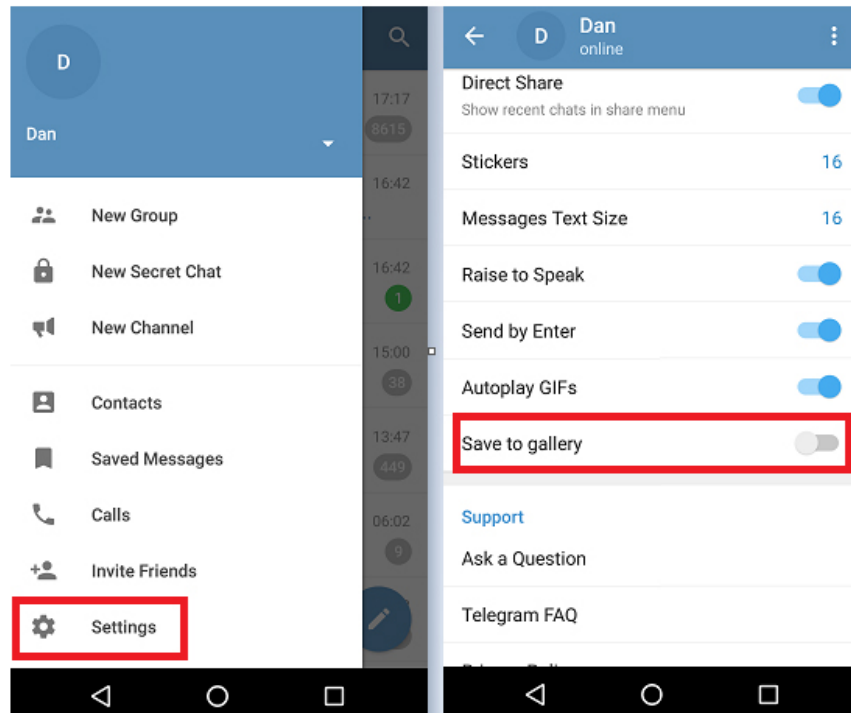 D
Dan
New Group
New Secret Chat
New Channel
Contacts
Saved Messages
Calls
Invite Friends
Settings
17:17
8615
16:42
..
16:42
1
15:00
38
13:47
449
06:02
9
D
Dan
online
Direct Share
Show recent chats in share menu
Stickers 16
Messages Text Size 16
Raise to Speak
Send by Enter
Autoplay GIFs
Save to gallery
Support
Ask a Question
Telegram FAQ